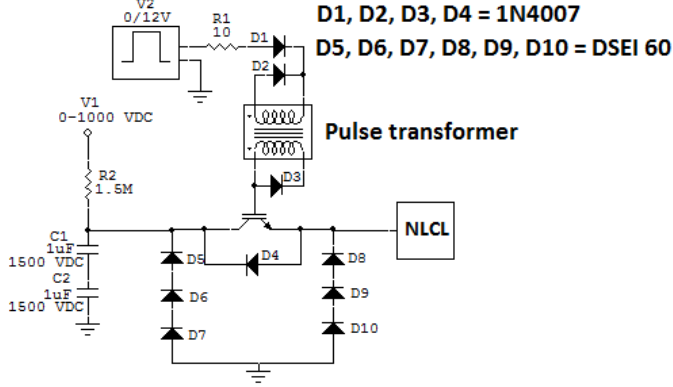 V2
0/12V
R1
10
D1
D1, D2, D3, D4 = 1N4007
D5, D6, D7, D8, D9, D10 = DSEI 60
D2
V1
0-1000 VDC
Pulse transformer
R2
1.5M
D3
NLCL
C1
1uF
1500 VDC
C2
1uF
1500 VDC
D5
D4
D8
D6
D9
D7
D10